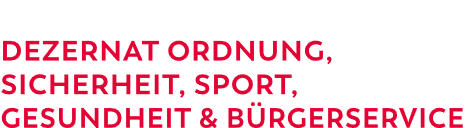 DEZERNAT ORDNUNG,
SICHERHEIT, SPORT,
GESUNDHEIT & BÜRGERSERVICE